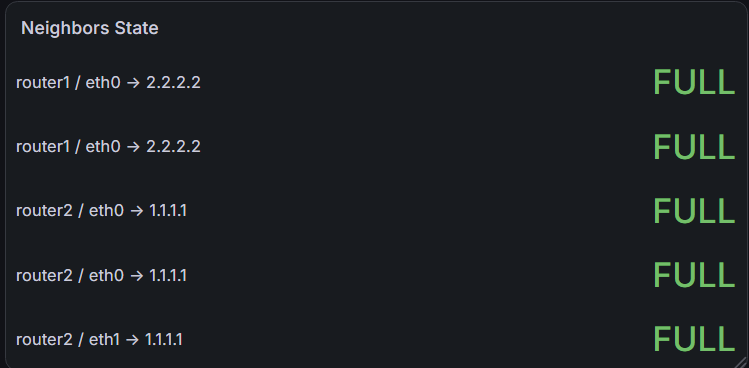 Neighbors State
router1 / eth0 → 2.2.2.2 FULL
router1 / eth0 → 2.2.2.2 FULL
router2 / eth0 → 1.1.1.1 FULL
router2 / eth0 → 1.1.1.1 FULL
router2 / eth1 → 1.1.1.1 FULL